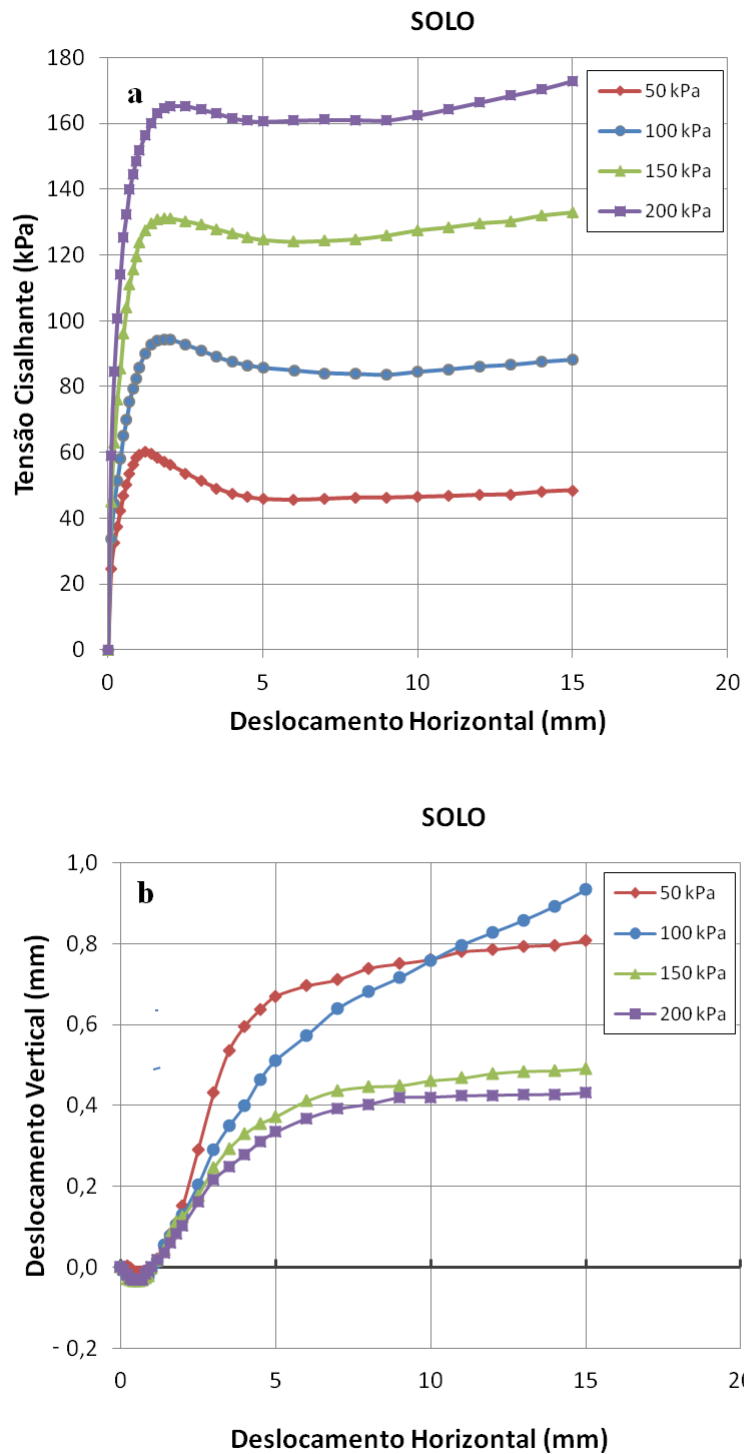 SOLO
a
180
160
140
120
100
80
60
40
20
0
Tensão Cisalhante (kPa)
50 kPa
100 kPa
150 kPa
200 kPa
0 5 10 15 20
Deslocamento Horizontal (mm)
SOLO
b
1,0
0,8
0,6
0,4
0,2
0,0
- 0,2
Deslocamento Vertical (mm)
50 kPa
100 kPa
150 kPa
200 kPa
0 5 10 15 20
Deslocamento Horizontal (mm)